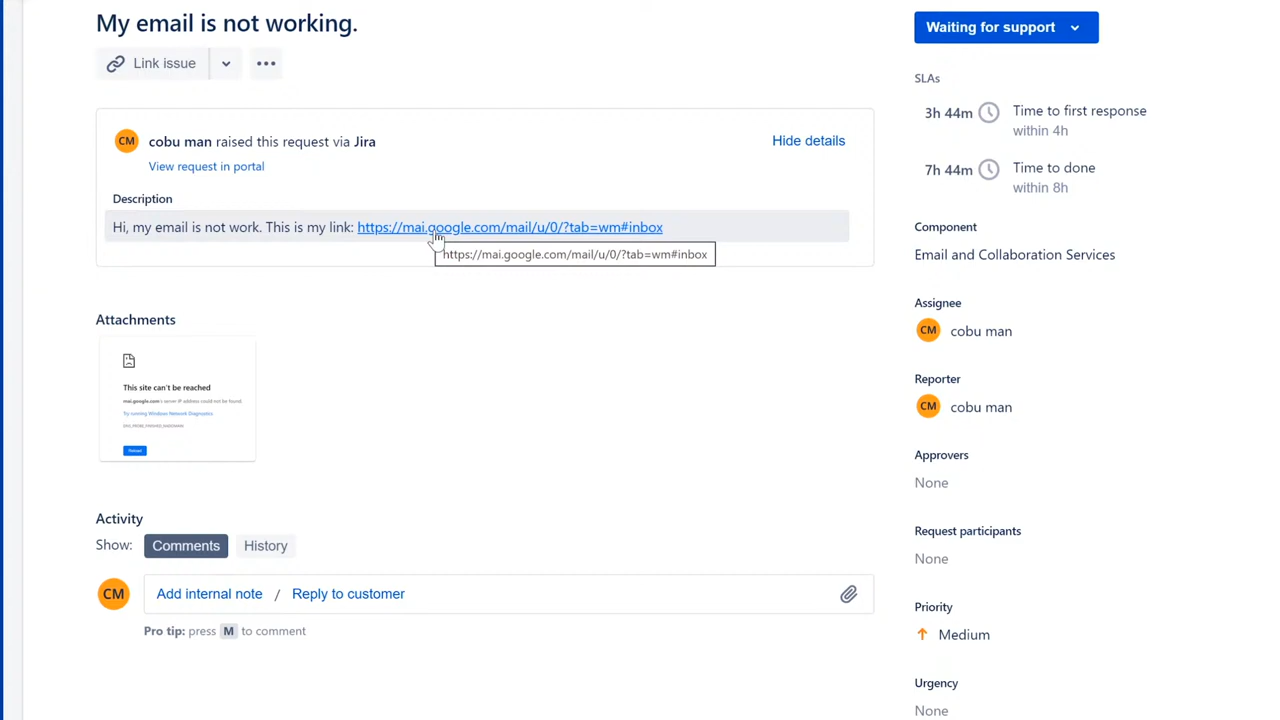 My email is not working.
Link issue
Waiting for support
SLAs
3h 44m Time to first response
within 4h
7h 44m Time to done
within 8h
CM cobu man raised this request via Jira
Hide details
View request in portal
Description
Hi, my email is not work. This is my link: https://mai.google.com/mail/u/0/?tab=wm#inbox
https://mai.google.com/mail/u/0/?tab=wm#inbox
Component
Email and Collaboration Services
Assignee
CM cobu man
Reporter
CM cobu man
Approvers
None
Request participants
None
Priority
Medium
Urgency
None
Attachments
This site can't be reached
mai.google.com's server IP address could not be found.
Try running Windows Network Diagnostics
Reload
Activity
Show: Comments History
CM Add internal note / Reply to customer
Pro tip: press M to comment